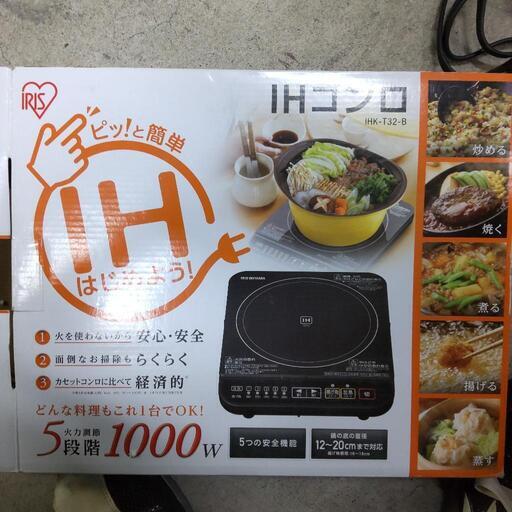 IRIS
IHコンロ
IHK-T32-B
ピッ!と簡単
IH
はじめよう!
1 火を使わないから 安心・安全
2 面倒なお掃除も らくらく
3 カセットコンロに比べて 経済的
どんな料理もこれ1台でOK!
火力調節
5段階 1000W
IRIS OHYAMA
IH
5つの安全機能
鍋の底の直径
12〜20cmまで対応
炒める
焼く
煮る
揚げる
蒸す